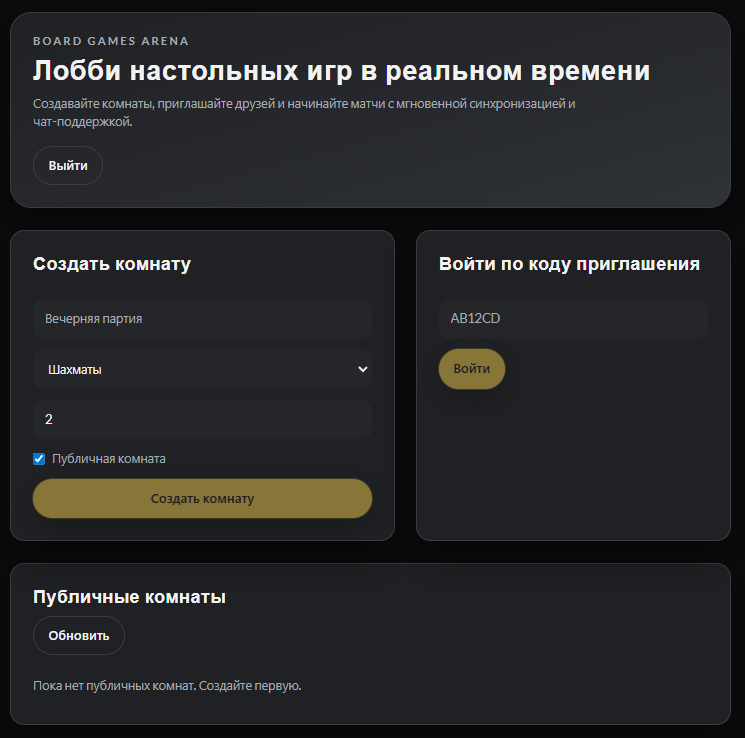 BOARD GAMES ARENA
Лобби настольных игр в реальном времени
Создавайте комнаты, приглашайте друзей и начинайте матчи с мгновенной синхронизацией и
чат-поддержкой.
Выйти
Создать комнату
Вечерняя партия
Шахматы
2
Публичная комната
Создать комнату
Войти по коду приглашения
AB12CD
Войти
Публичные комнаты
Обновить
Пока нет публичных комнат. Создайте первую.